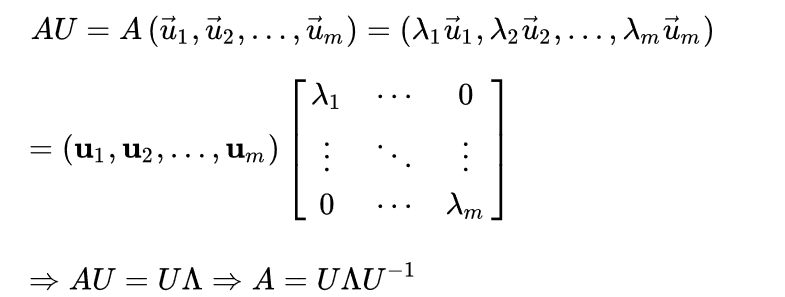 AU = A (u⃗₁, u⃗₂, . . . , u⃗ₘ) = (λ₁u⃗₁, λ₂u⃗₂, . . . , λₘu⃗ₘ)
= (𝐮₁, 𝐮₂, . . . , 𝐮ₘ) [ λ₁ ⋯ 0
⋮ ⋱ ⋮
0 ⋯ λₘ ]
⇒ AU = UΛ ⇒ A = UΛU⁻¹